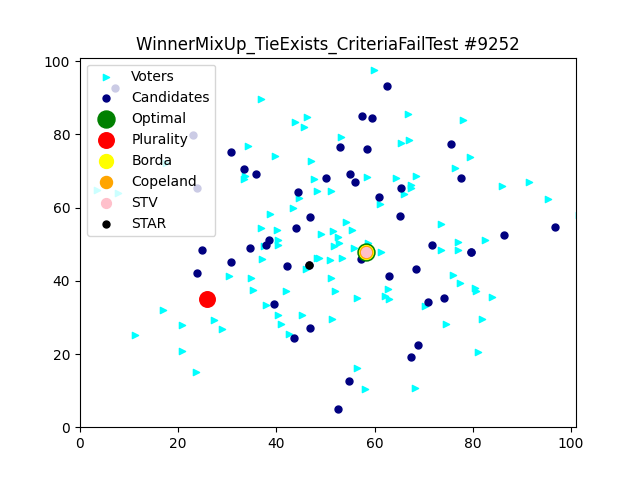 WinnerMixUp_TieExists_CriteriaFailTest #9252
100
80
60
40
20
0
0 20 40 60 80 100
Voters
Candidates
Optimal
Plurality
Borda
Copeland
STV
STAR